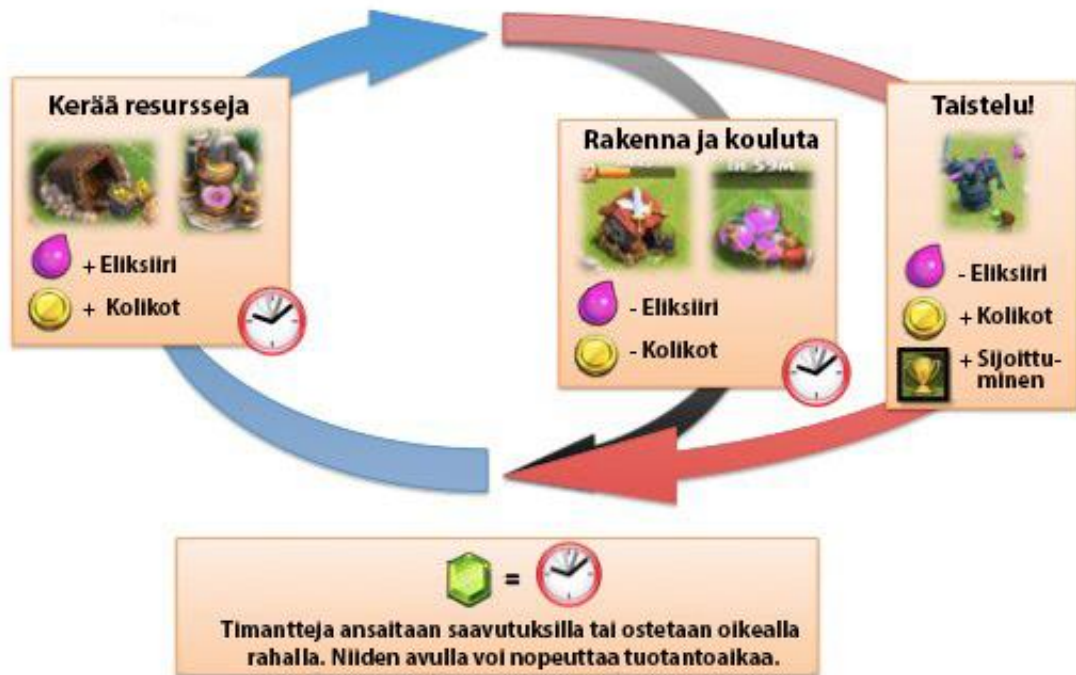 Kerää resursseja
+ Eliksiiri
+ Kolikot
Rakenna ja kouluta
- Eliksiiri
- Kolikot
Taistelu!
- Eliksiiri
+ Kolikot
+ Sijoittu-
minen
=
Timantteja ansaitaan saavutuksilla tai ostetaan oikealla
rahalla. Niiden avulla voi nopeuttaa tuotantoaikaa.